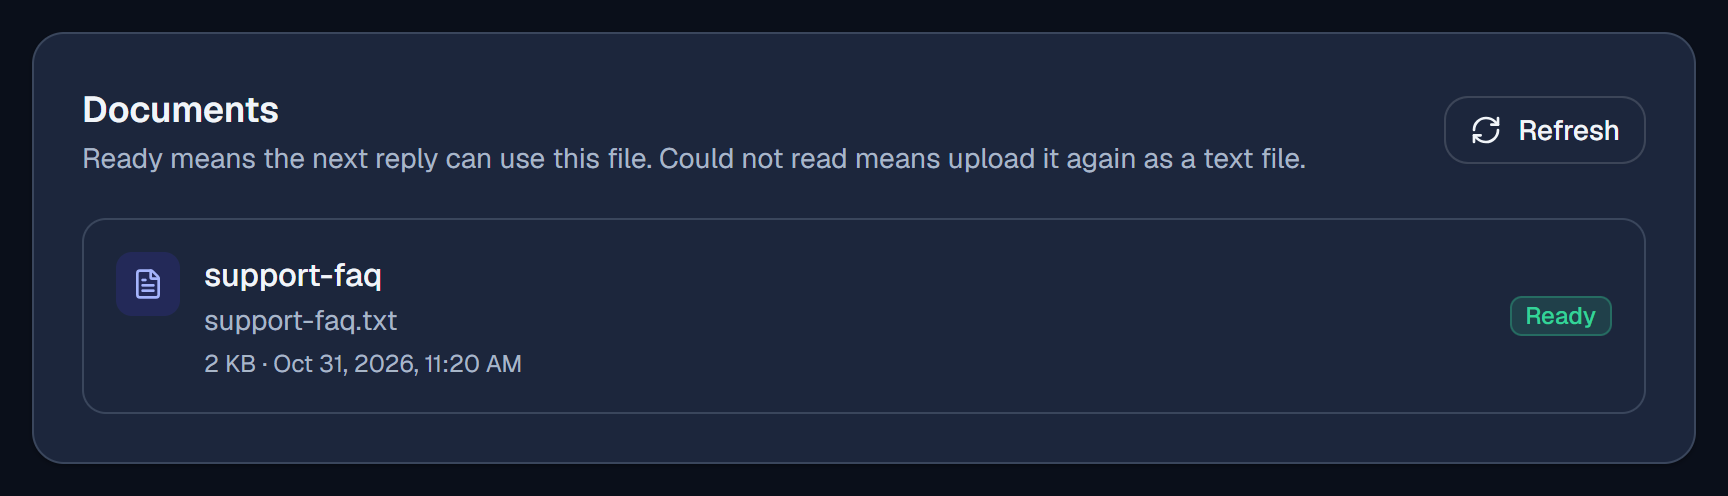 Documents
Ready means the next reply can use this file. Could not read means upload it again as a text file.
Refresh
support-faq
support-faq.txt
2 KB · Oct 31, 2026, 11:20 AM
Ready